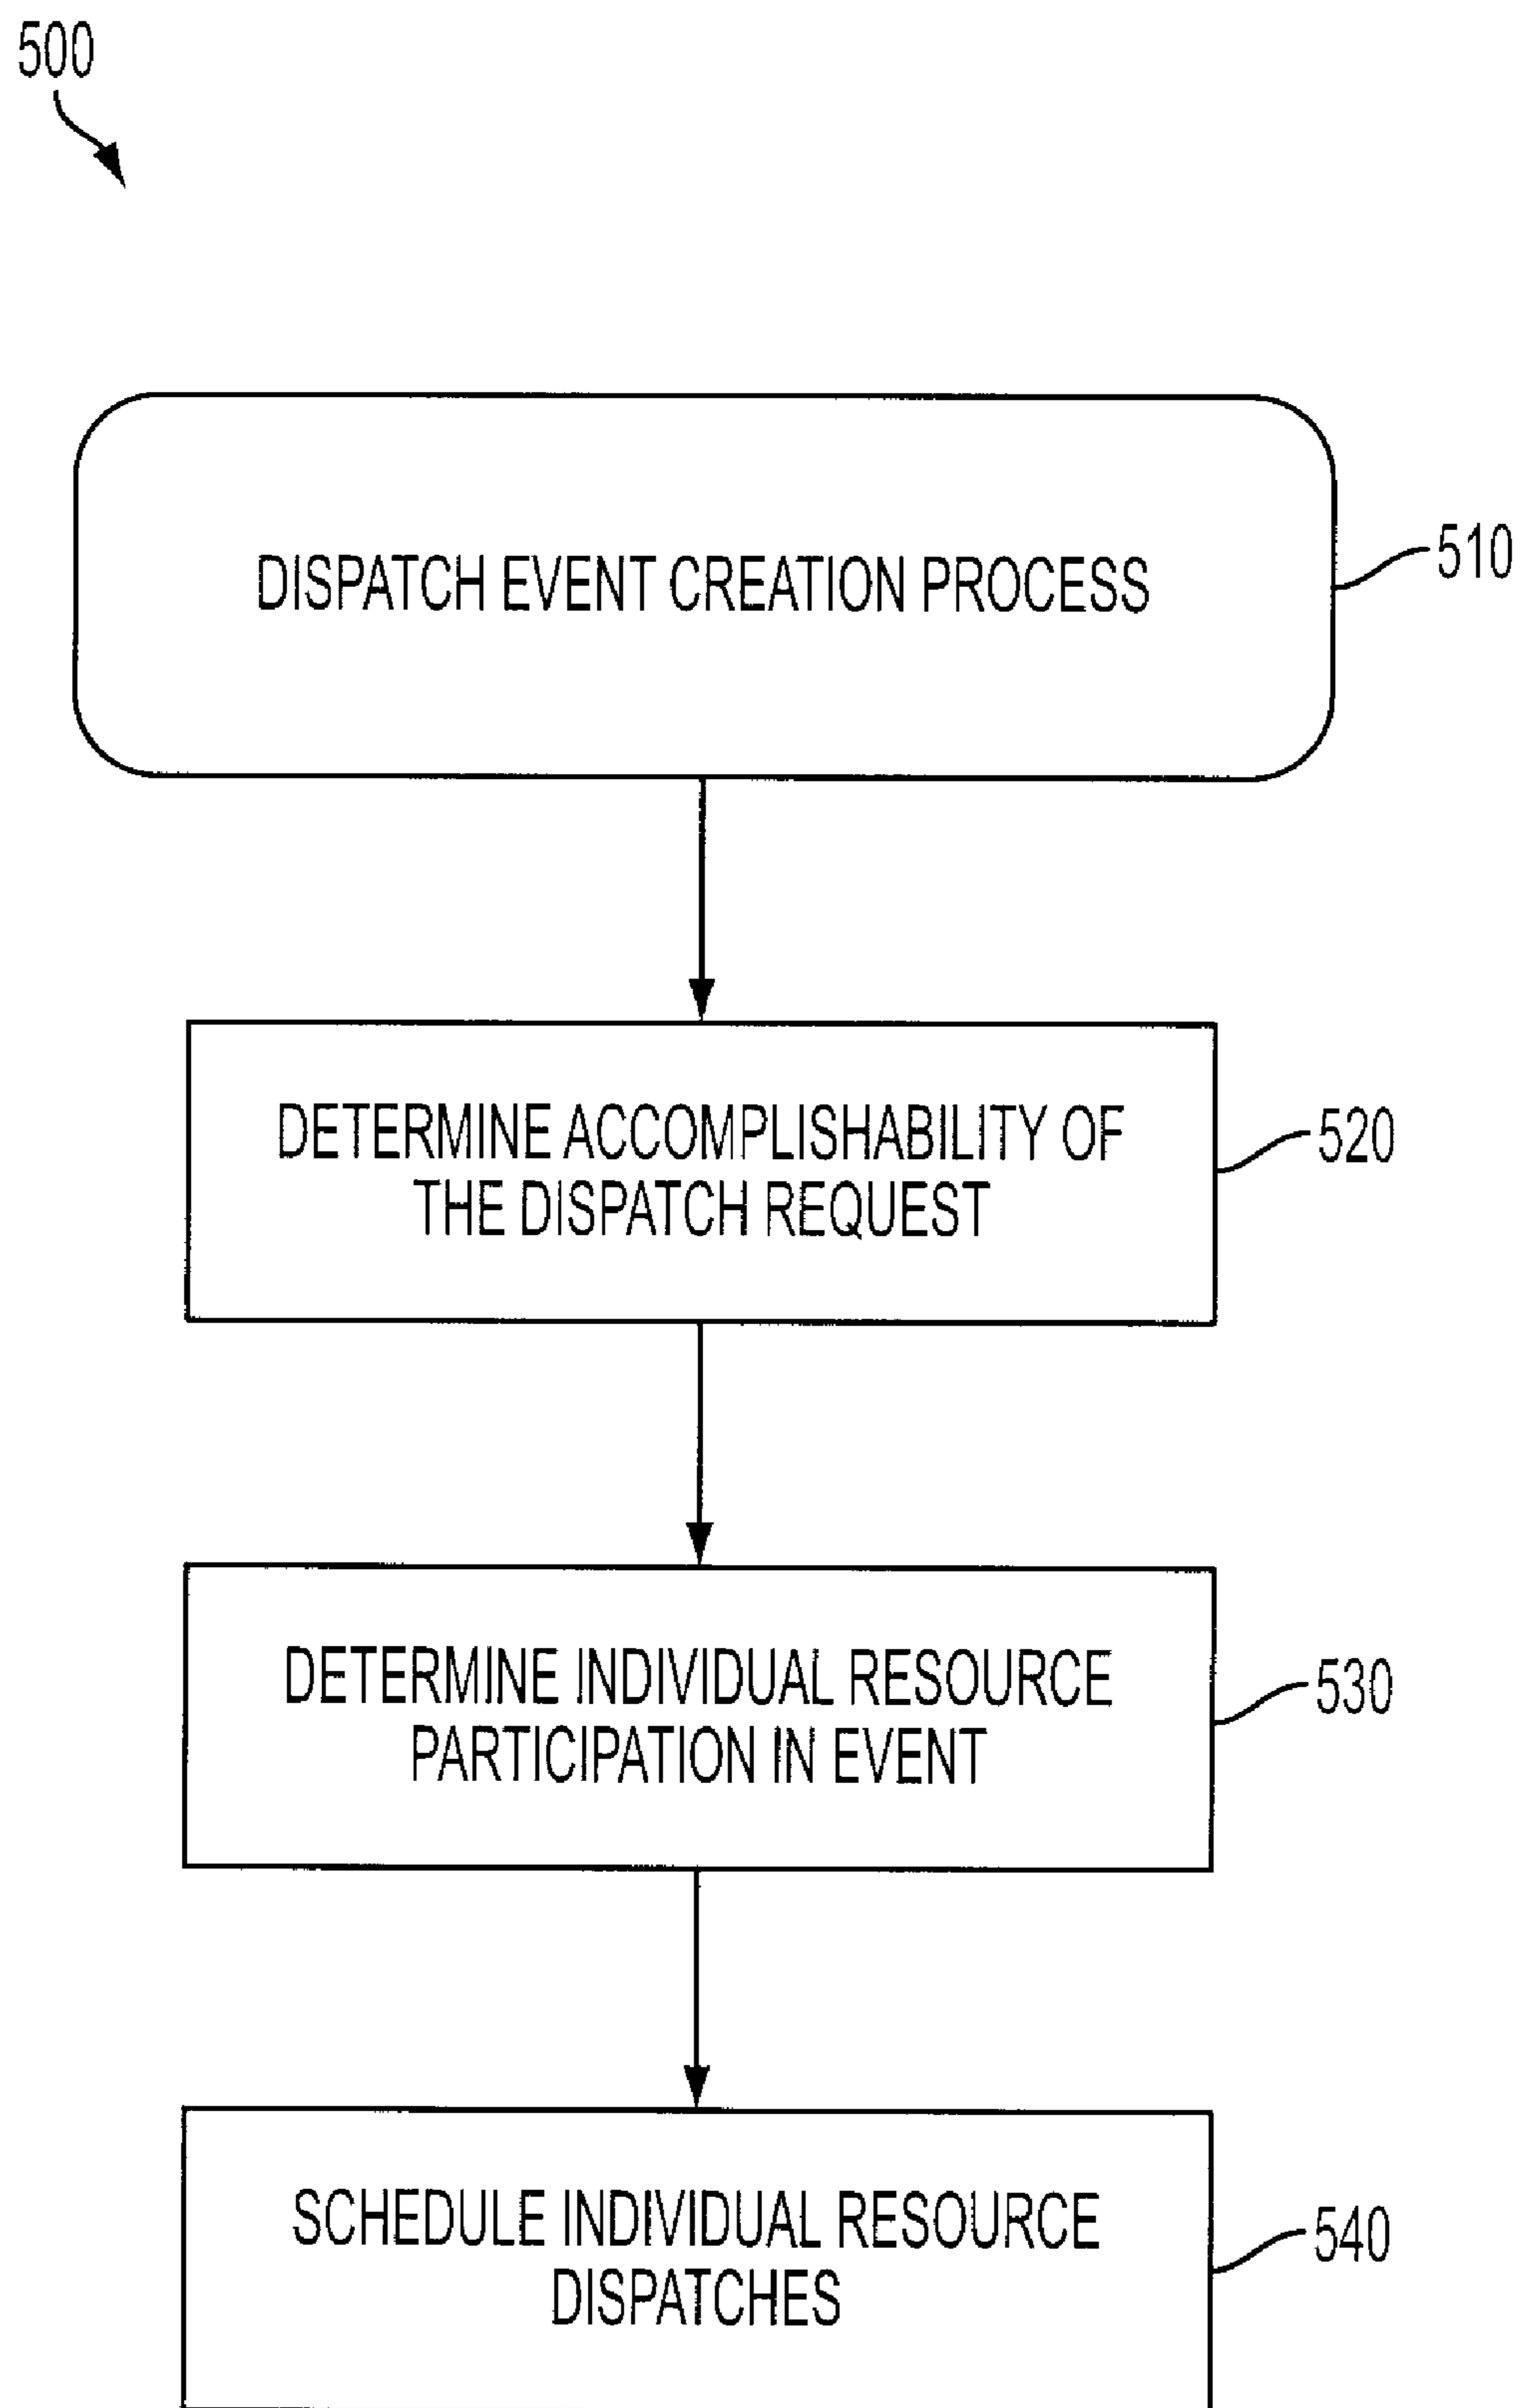 500
DISPATCH EVENT CREATION PROCESS
510
DETERMINE ACCOMPLISHABILITY OF
THE DISPATCH REQUEST
520
DETERMINE INDIVIDUAL RESOURCE
PARTICIPATION IN EVENT
530
SCHEDULE INDIVIDUAL RESOURCE
DISPATCHES
540